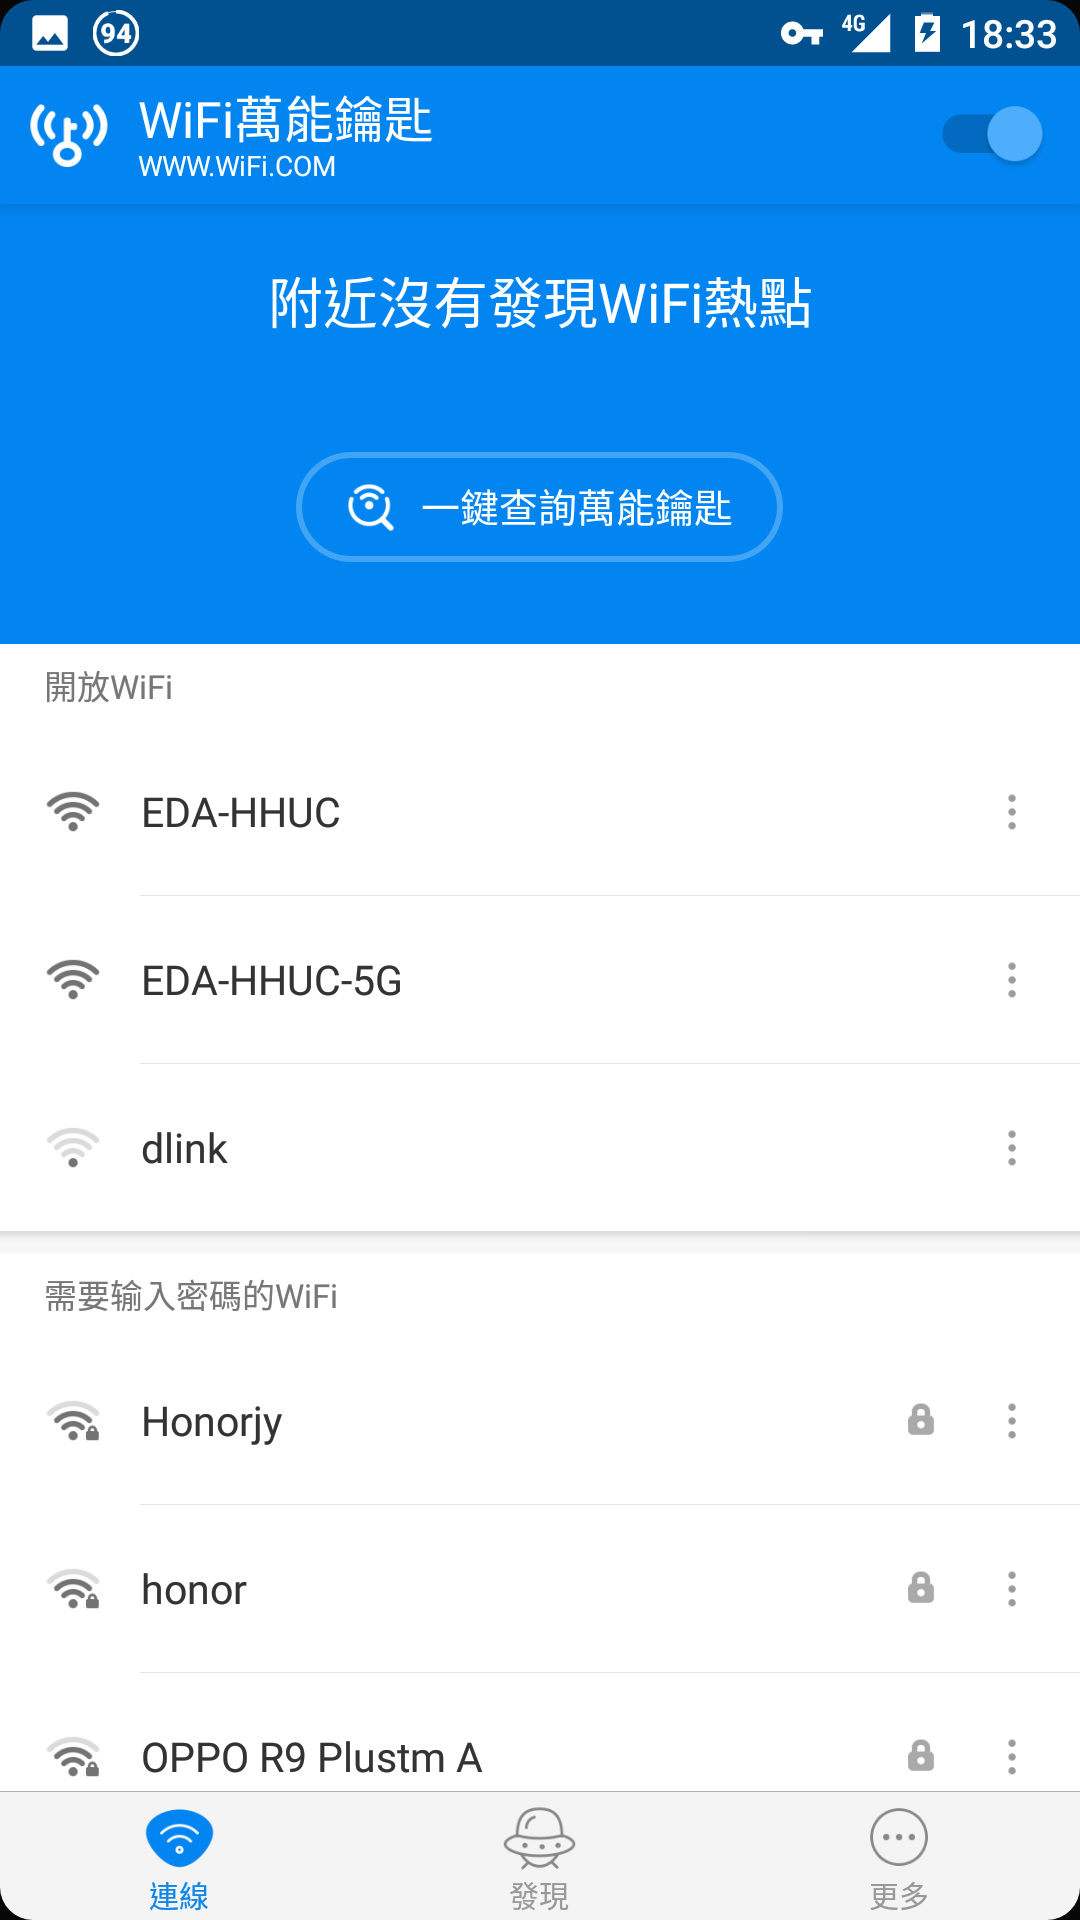 94
4G
18:33
WiFi萬能鑰匙
WWW.WiFi.COM
附近沒有發現WiFi熱點
一鍵查詢萬能鑰匙
開放WiFi
EDA-HHUC
EDA-HHUC-5G
dlink
需要输入密碼的WiFi
Honorjy
honor
OPPO R9 Plustm A
連線
發現
更多